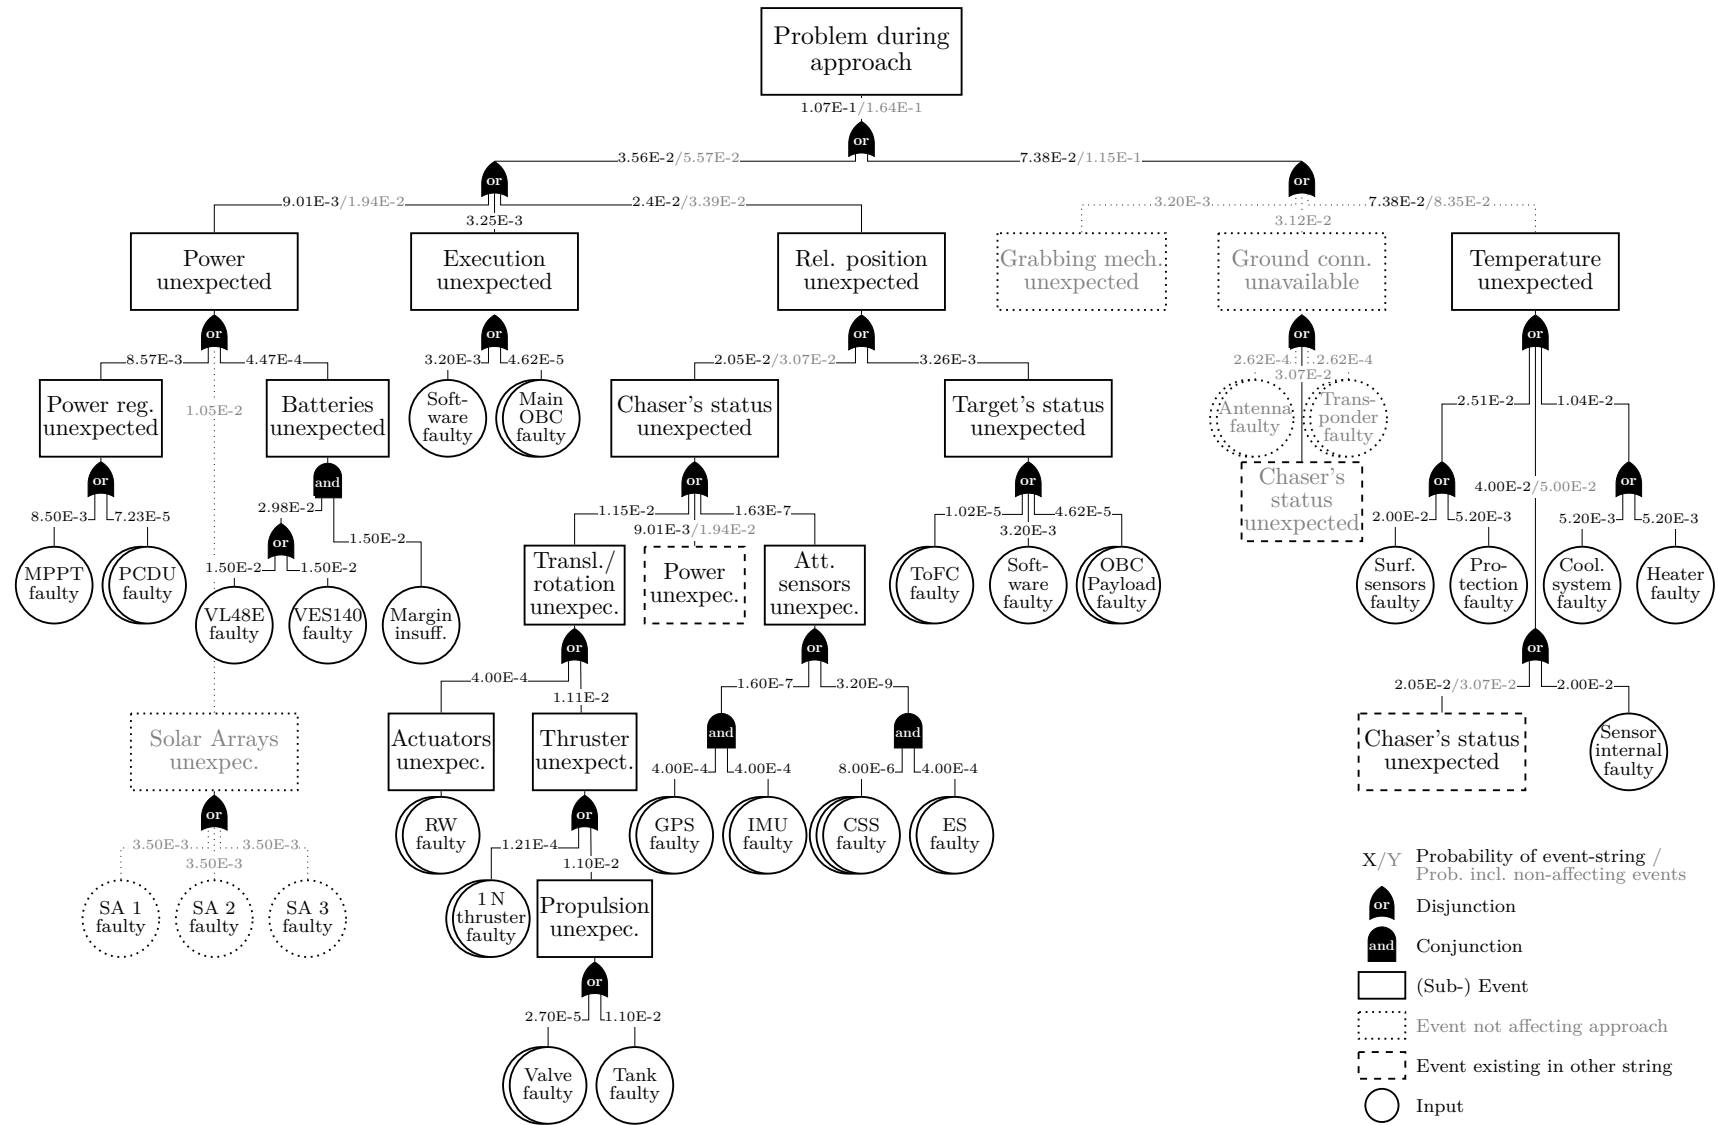 Problem during
approach
1.07E-1/1.64E-1
or
3.56E-2/5.57E-2
7.38E-2/1.15E-1
or
or
9.01E-3/1.94E-2
3.25E-3
2.4E-2/3.39E-2
3.20E-3
3.12E-2
7.38E-2/8.35E-2
Power
unexpected
Execution
unexpected
Rel. position
unexpected
Grabbing mech.
unexpected
Ground conn.
unavailable
Temperature
unexpected
or
or
or
or
or
8.57E-3
4.47E-4
3.20E-3
4.62E-5
2.05E-2/3.07E-2
3.26E-3
2.62E-4
2.62E-4
3.07E-2
Power reg.
unexpected
1.05E-2
Batteries
unexpected
Soft-
ware
faulty
Main
OBC
faulty
Chaser's status
unexpected
Target's status
unexpected
Antenna
faulty
Trans-
ponder
faulty
2.51E-2
1.04E-2
or
and
or
or
Chaser's
status
unexpected
or
4.00E-2/5.00E-2
or
8.50E-3
7.23E-5
2.98E-2
1.15E-2
9.01E-3/1.94E-2
1.63E-7
1.02E-5
3.20E-3
4.62E-5
2.00E-2
5.20E-3
5.20E-3
5.20E-3
or
1.50E-2
1.50E-2
1.50E-2
MPPT
faulty
PCDU
faulty
VL48E
faulty
VES140
faulty
Margin
insuff.
Transl./
rotation
unexpec.
Power
unexpec.
Att.
sensors
unexpec.
ToFC
faulty
Soft-
ware
faulty
OBC
Payload
faulty
Surf.
sensors
faulty
Pro-
tection
faulty
Cool.
system
faulty
Heater
faulty
or
or
or
4.00E-4
1.11E-2
1.60E-7
3.20E-9
2.05E-2/3.07E-2
2.00E-2
Solar Arrays
unexpec.
Actuators
unexpec.
Thruster
unexpect.
and
and
Chaser's status
unexpected
Sensor
internal
faulty
4.00E-4
4.00E-4
8.00E-6
4.00E-4
or
or
RW
faulty
GPS
faulty
IMU
faulty
CSS
faulty
ES
faulty
3.50E-3
3.50E-3
3.50E-3
1.21E-4
1.10E-2
SA 1
faulty
SA 2
faulty
SA 3
faulty
1 N
thruster
faulty
Propulsion
unexpec.
or
2.70E-5
1.10E-2
Valve
faulty
Tank
faulty
X/Y Probability of event-string /
Prob. incl. non-affecting events
or Disjunction
and Conjunction
(Sub-) Event
Event not affecting approach
Event existing in other string
Input